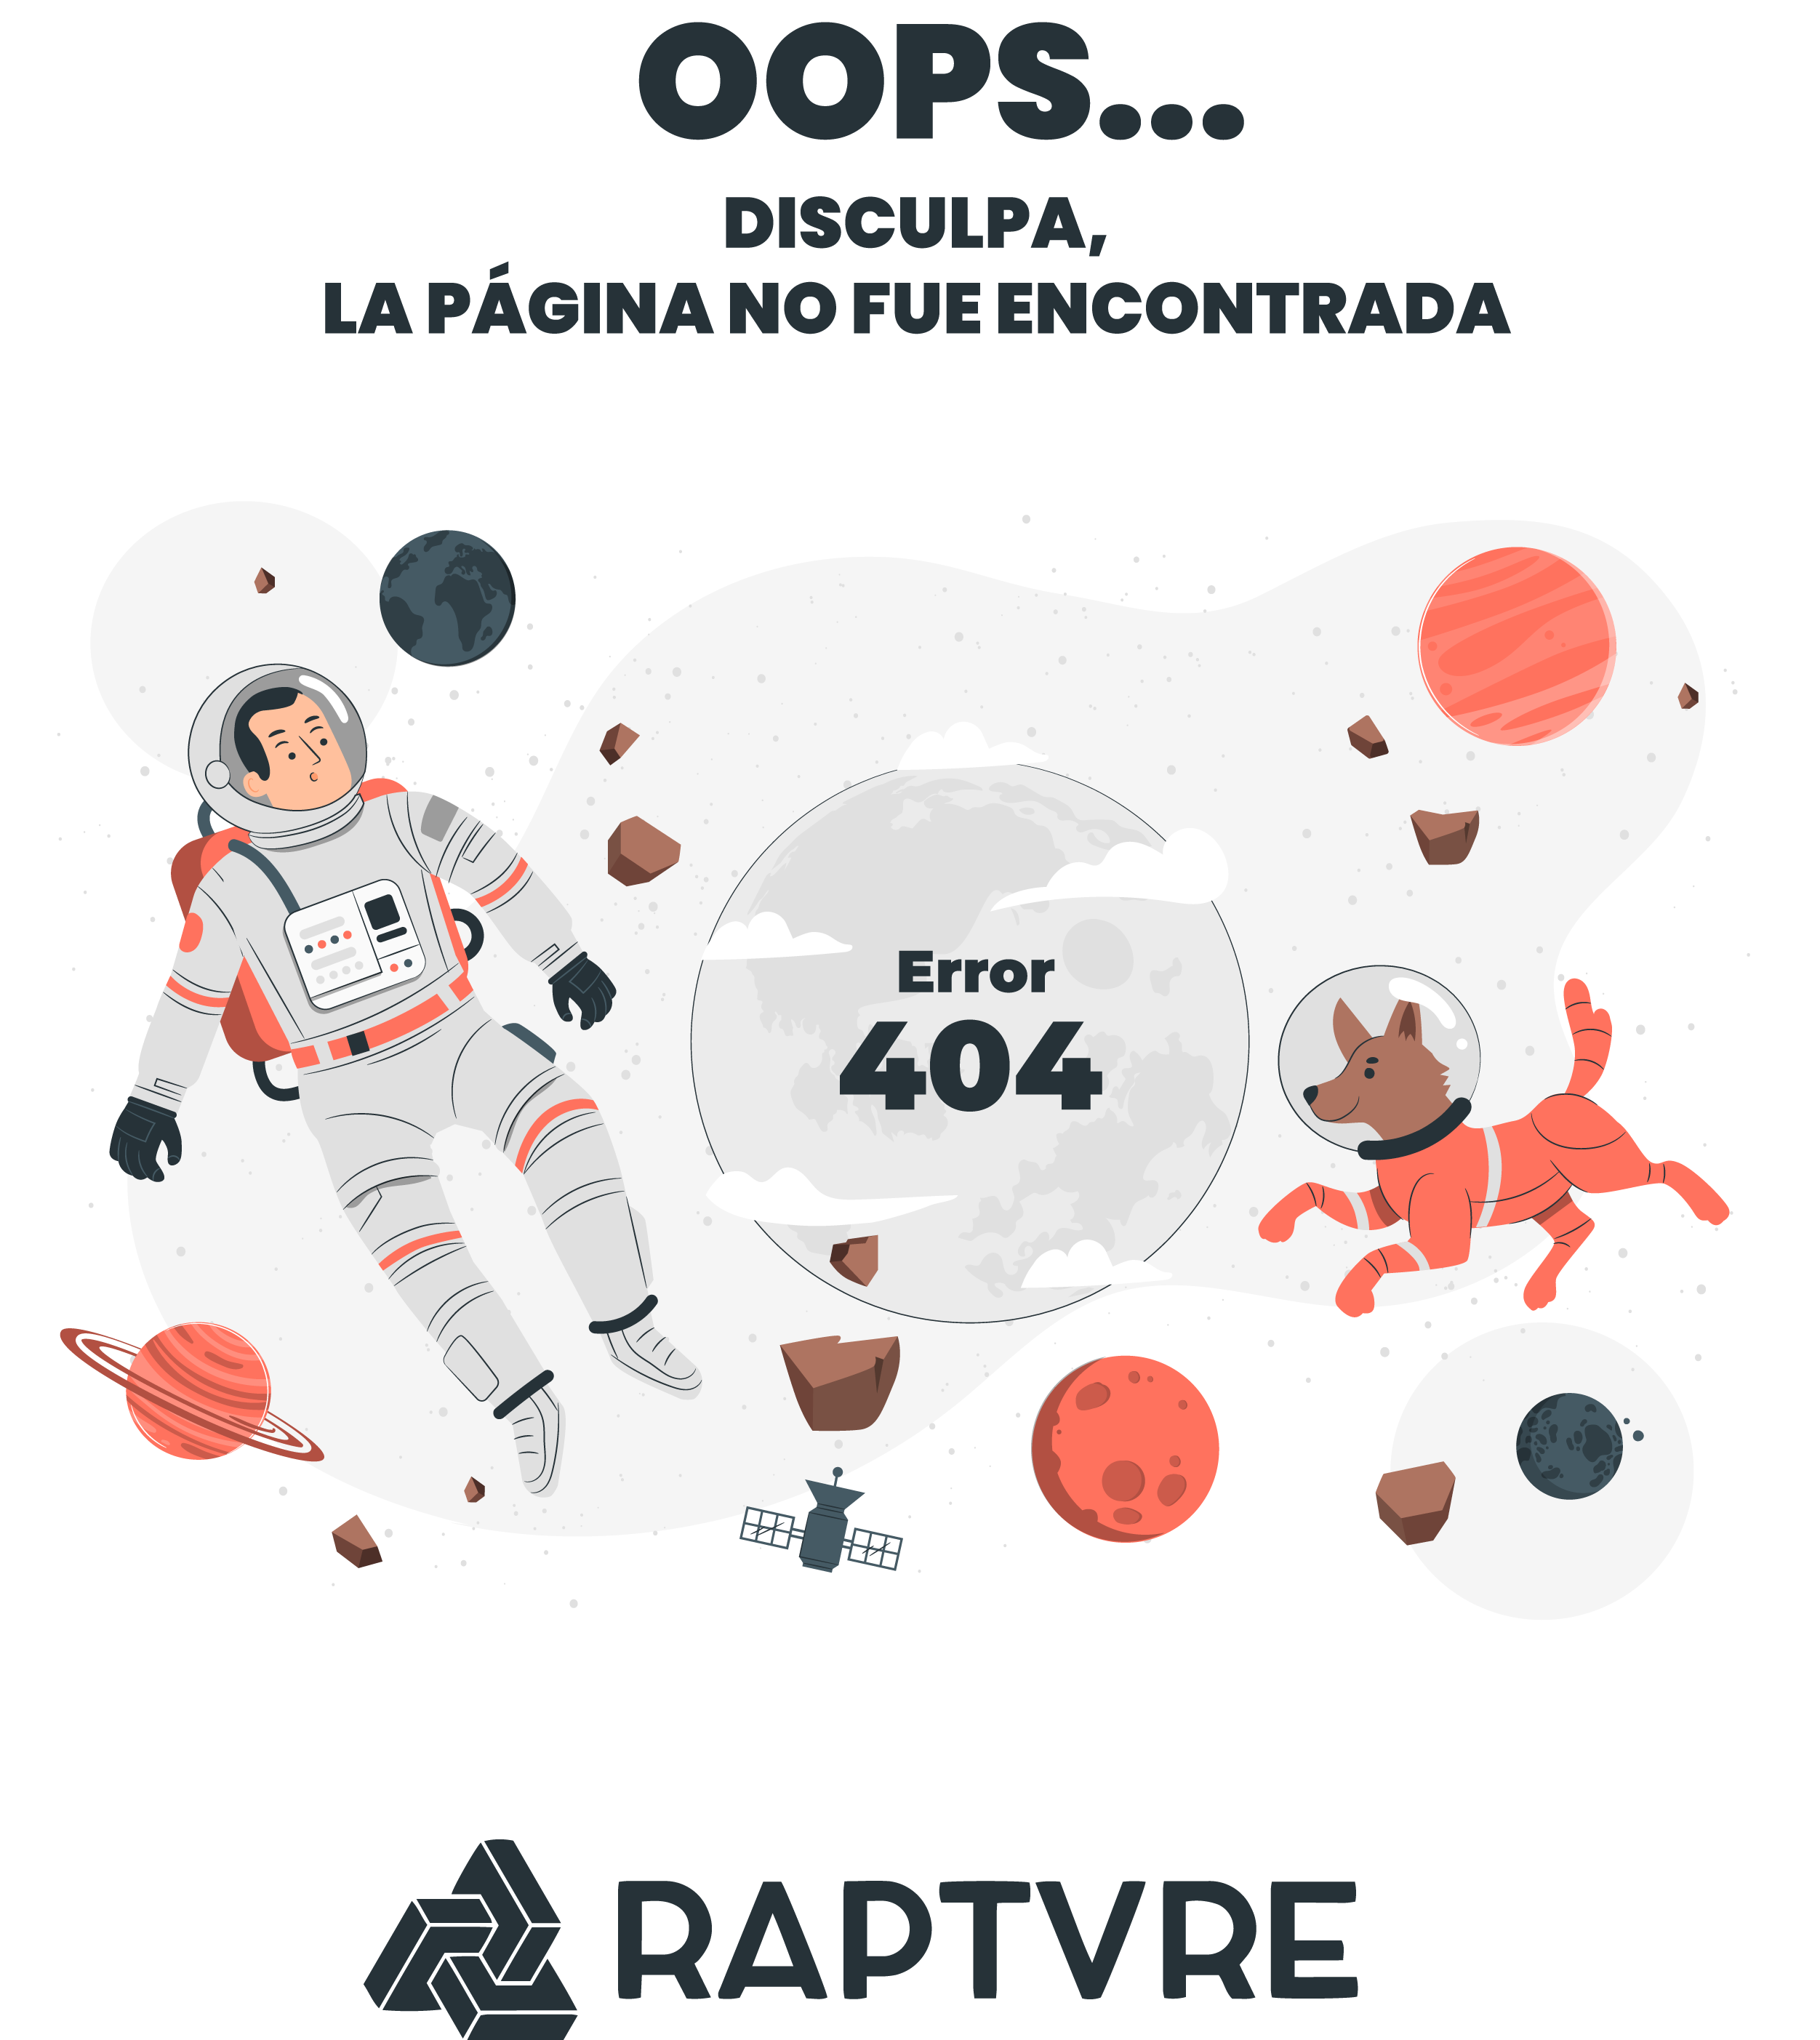 OOPS...
DISCULPA,
LA PÁGINA NO FUE ENCONTRADA
Error
404
RAPTVRE